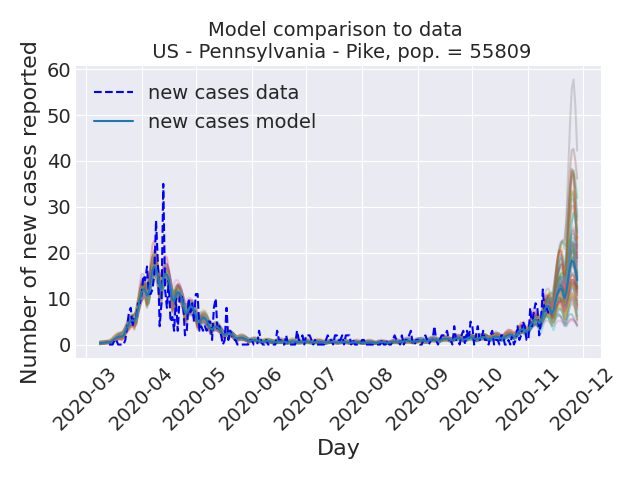 Model comparison to data
US - Pennsylvania - Pike, pop. = 55809
Number of new cases reported
60
50
40
30
20
10
0
new cases data
new cases model
2020-03
2020-04
2020-05
2020-06
2020-07
2020-08
2020-09
2020-10
2020-11
2020-12
Day